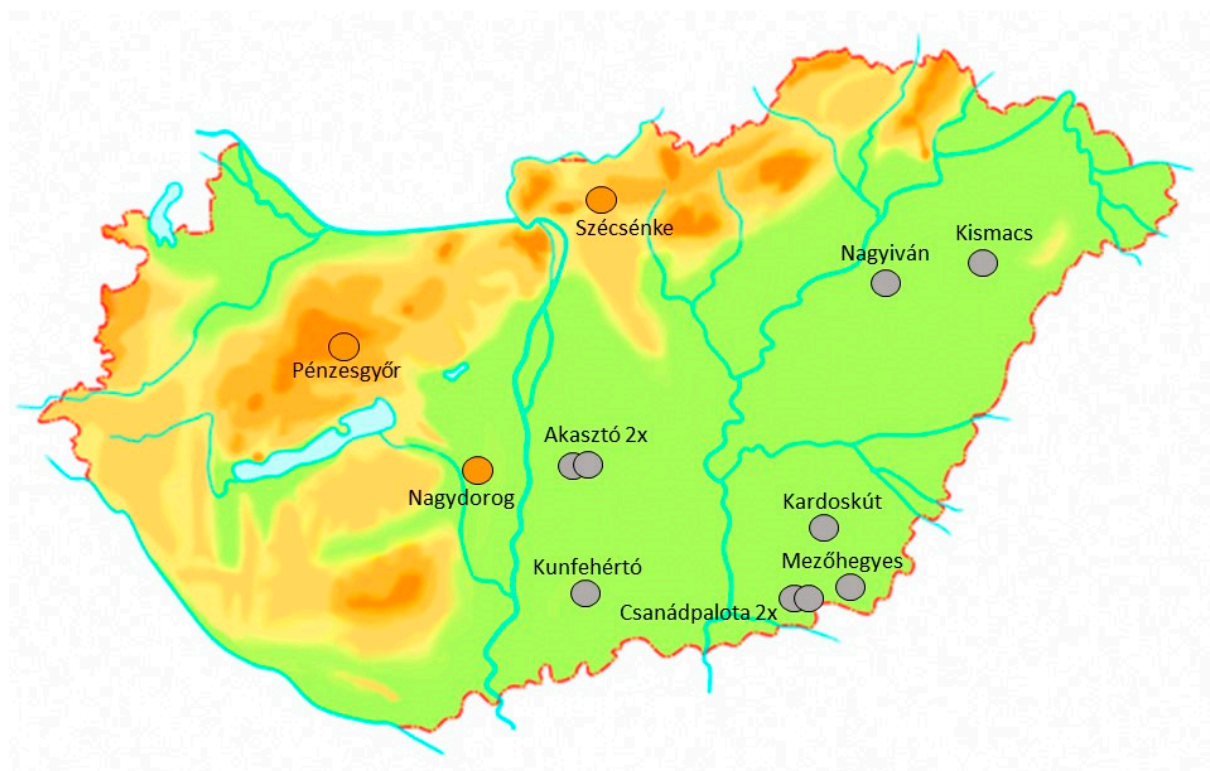 Szécsénke
Kismacs
Nagyiván
Pénzesgyőr
Akasztó 2x
Nagydorog
Kardoskút
Mezőhegyes
Kunfehértó
Csanádpalota 2x